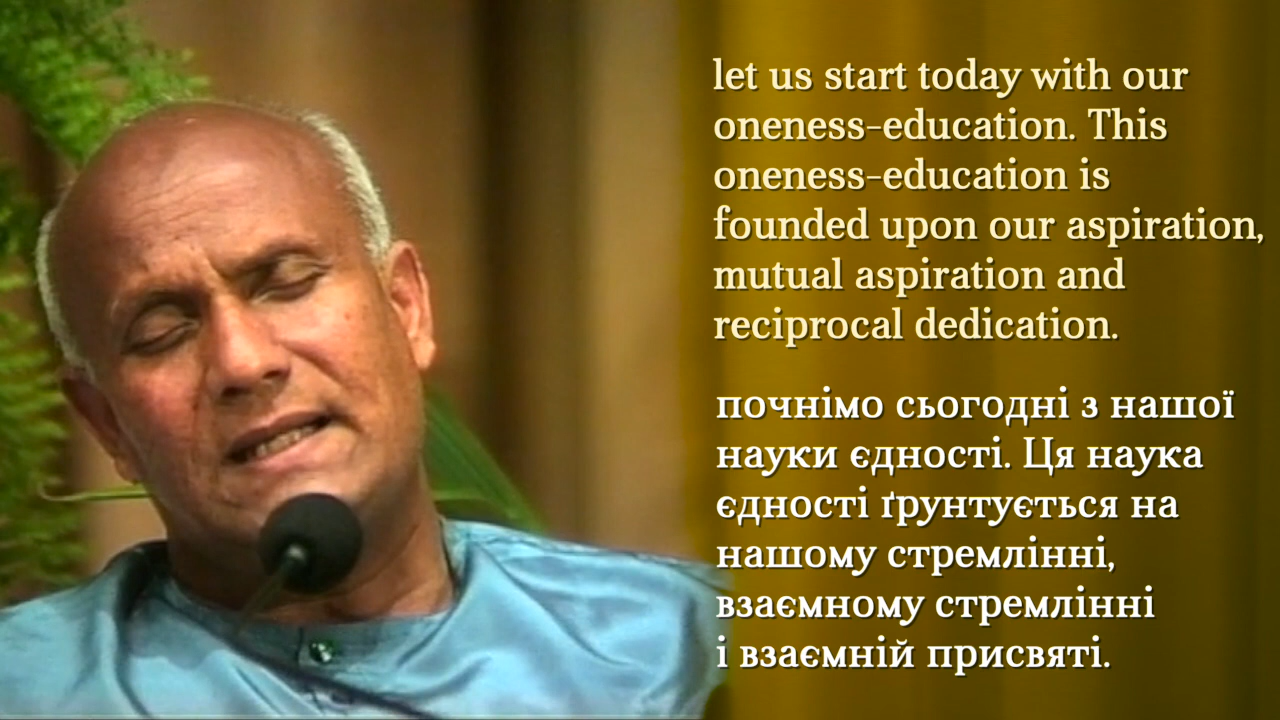 let us start today with our
oneness-education. This
oneness-education is
founded upon our aspiration,
mutual aspiration and
reciprocal dedication.
почнімо сьогодні з нашої
науки єдності. Ця наука
єдності ґрунтується на
нашому стремлінні,
взаємному стремлінні
і взаємній присвяті.